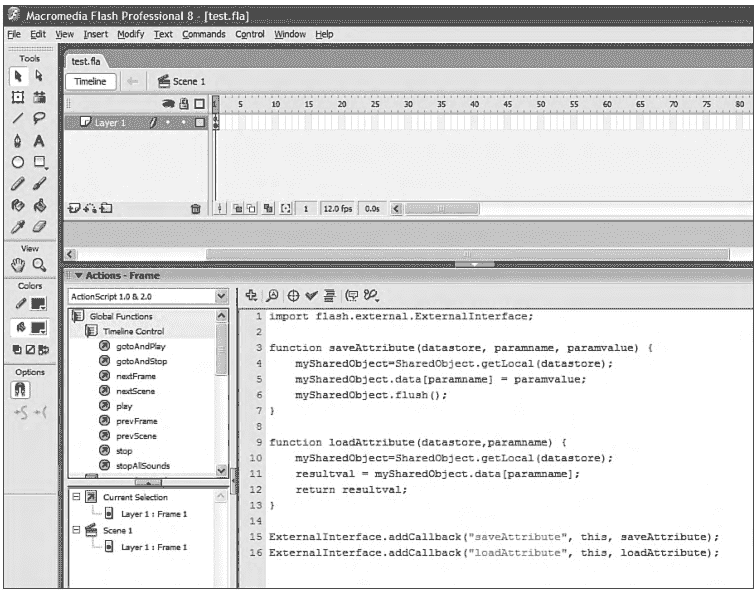 Macromedia Flash Professional 8 - [test.fla]
File Edit View Insert Modify Text Commands Control Window Help
Tools
View
Colors
Options
test.fla
Timeline
Scene 1
1 5 10 15 20 25 30 35 40 45 50 55 60 65 70 75 80
Layer 1
1 12.0 fps 0.0s
Actions - Frame
ActionScript 1.0 & 2.0
Global Functions
Timeline Control
gotoAndPlay
gotoAndStop
nextFrame
nextScene
play
prevFrame
prevScene
stop
stopAllSounds
Current Selection
Layer 1 : Frame 1
Scene 1
Layer 1 : Frame 1
1 import flash.external.ExternalInterface;
2
3 function saveAttribute(datastore, paramname, paramvalue) {
4 mySharedObject=SharedObject.getLocal(datastore);
5 mySharedObject.data[paramname] = paramvalue;
6 mySharedObject.flush();
7 }
8
9 function loadAttribute(datastore,paramname) {
10 mySharedObject=SharedObject.getLocal(datastore);
11 resultval = mySharedObject.data[paramname];
12 return resultval;
13 }
14
15 ExternalInterface.addCallback("saveAttribute", this, saveAttribute);
16 ExternalInterface.addCallback("loadAttribute", this, loadAttribute);